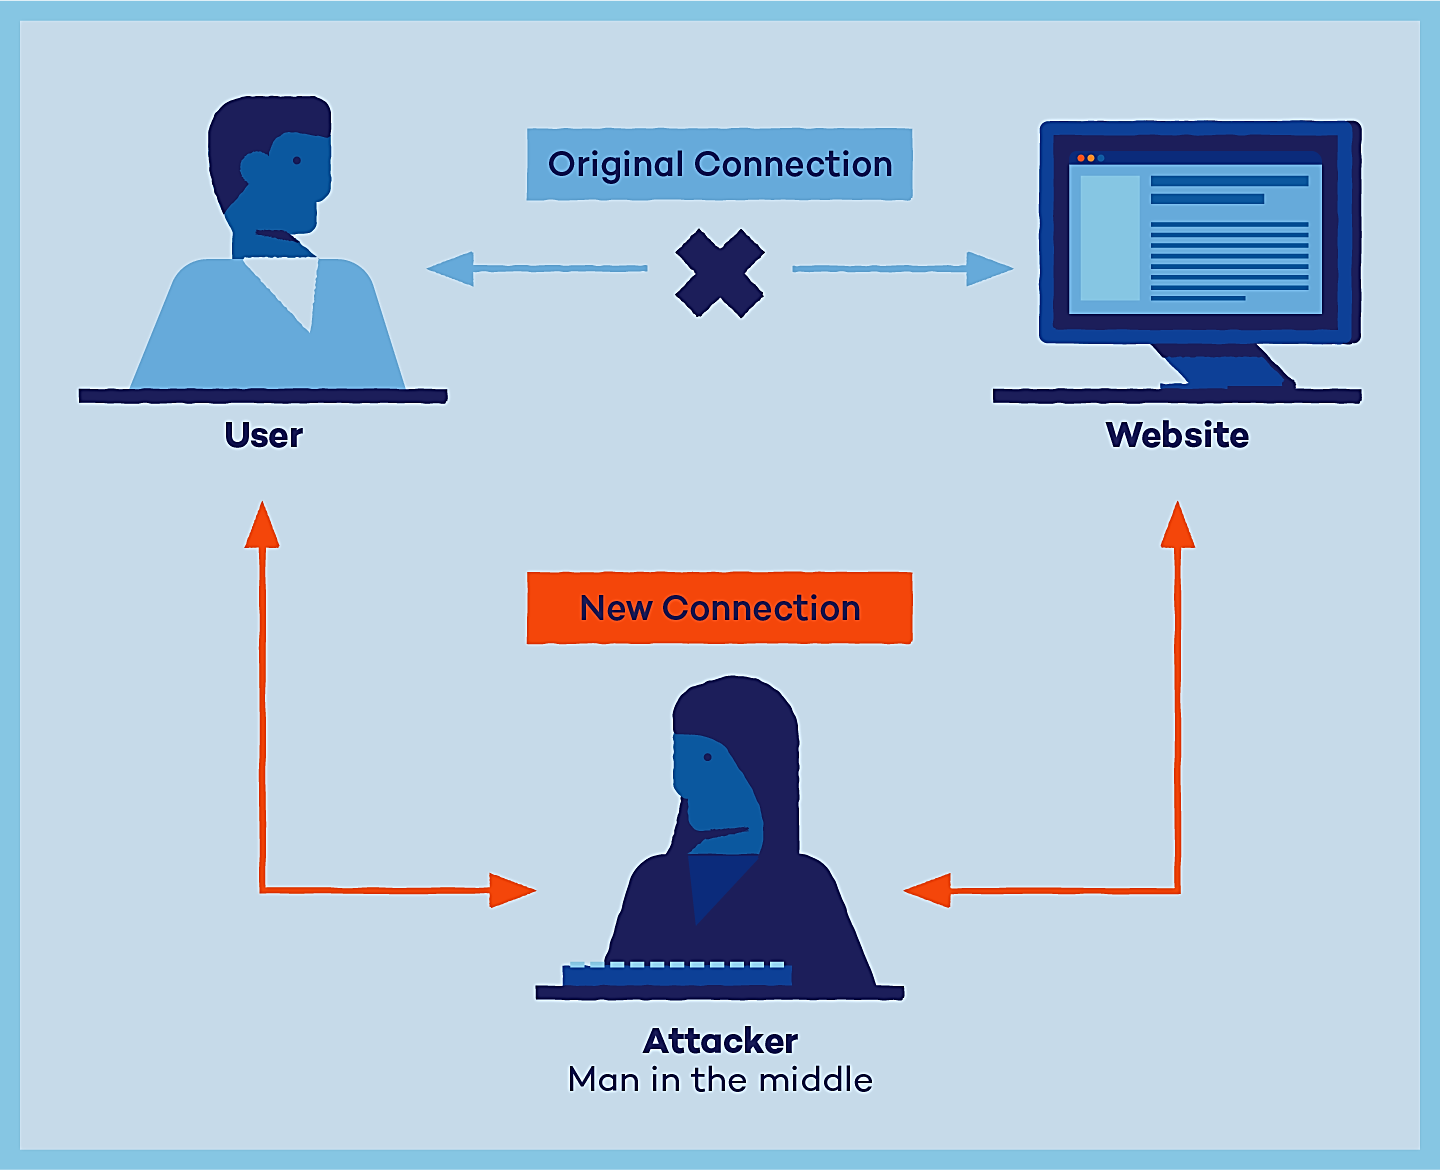 Original Connection
User
Website
New Connection
Attacker
Man in the middle